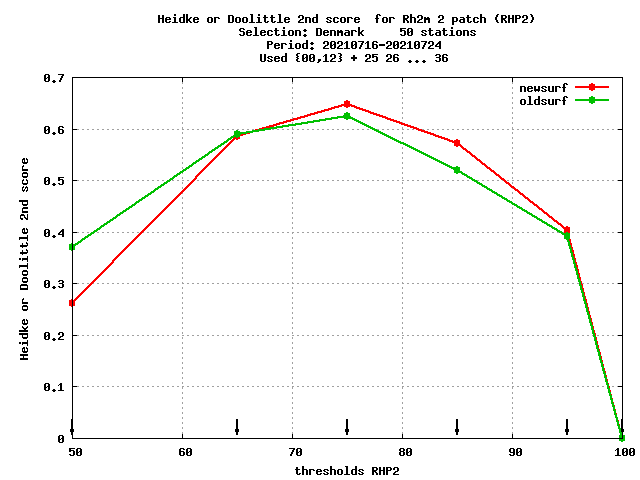 Heidke or Doolittle 2nd score  for Rh2m 2 patch (RHP2)
Selection: Denmark     50 stations
Period: 20210716-20210724
Used {00,12} + 25 26 ... 36
newsurf
oldsurf
Heidke or Doolittle 2nd score
0.7
0.6
0.5
0.4
0.3
0.2
0.1
0
50 60 70 80 90 100
thresholds RHP2